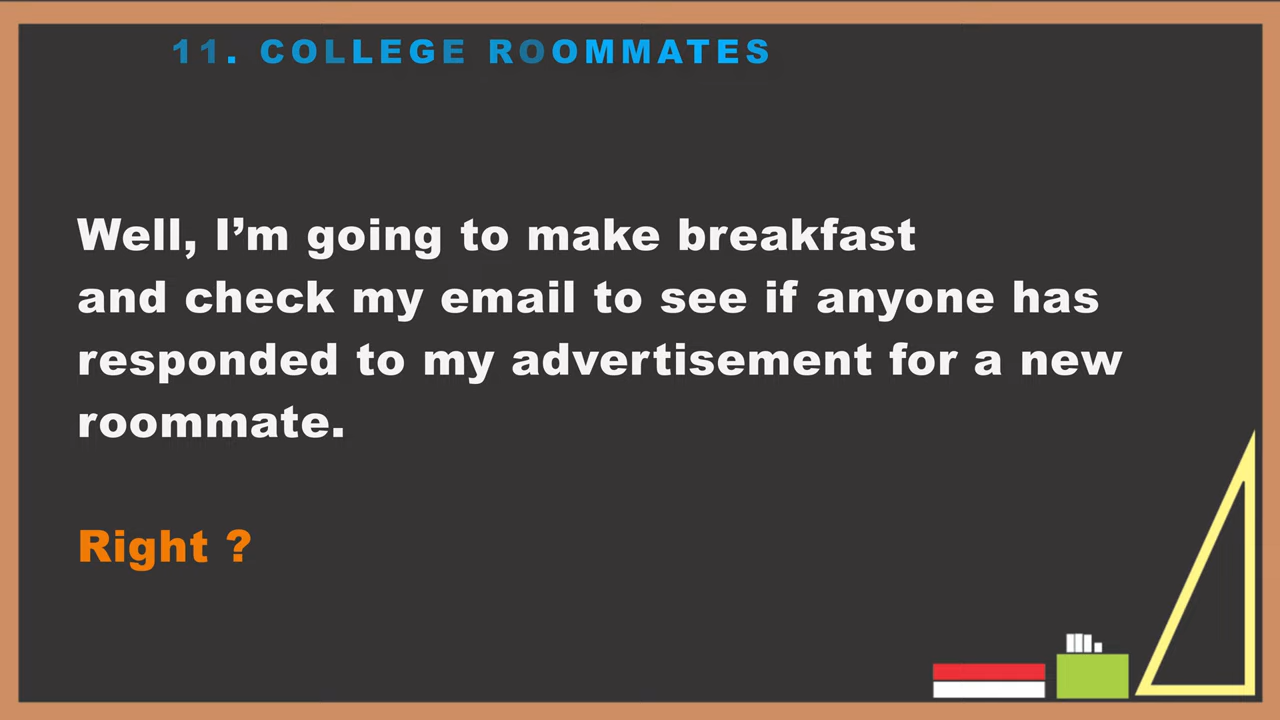 11. COLLEGE ROOMMATES
Well, I’m going to make breakfast
and check my email to see if anyone has
responded to my advertisement for a new
roommate.
Right ?